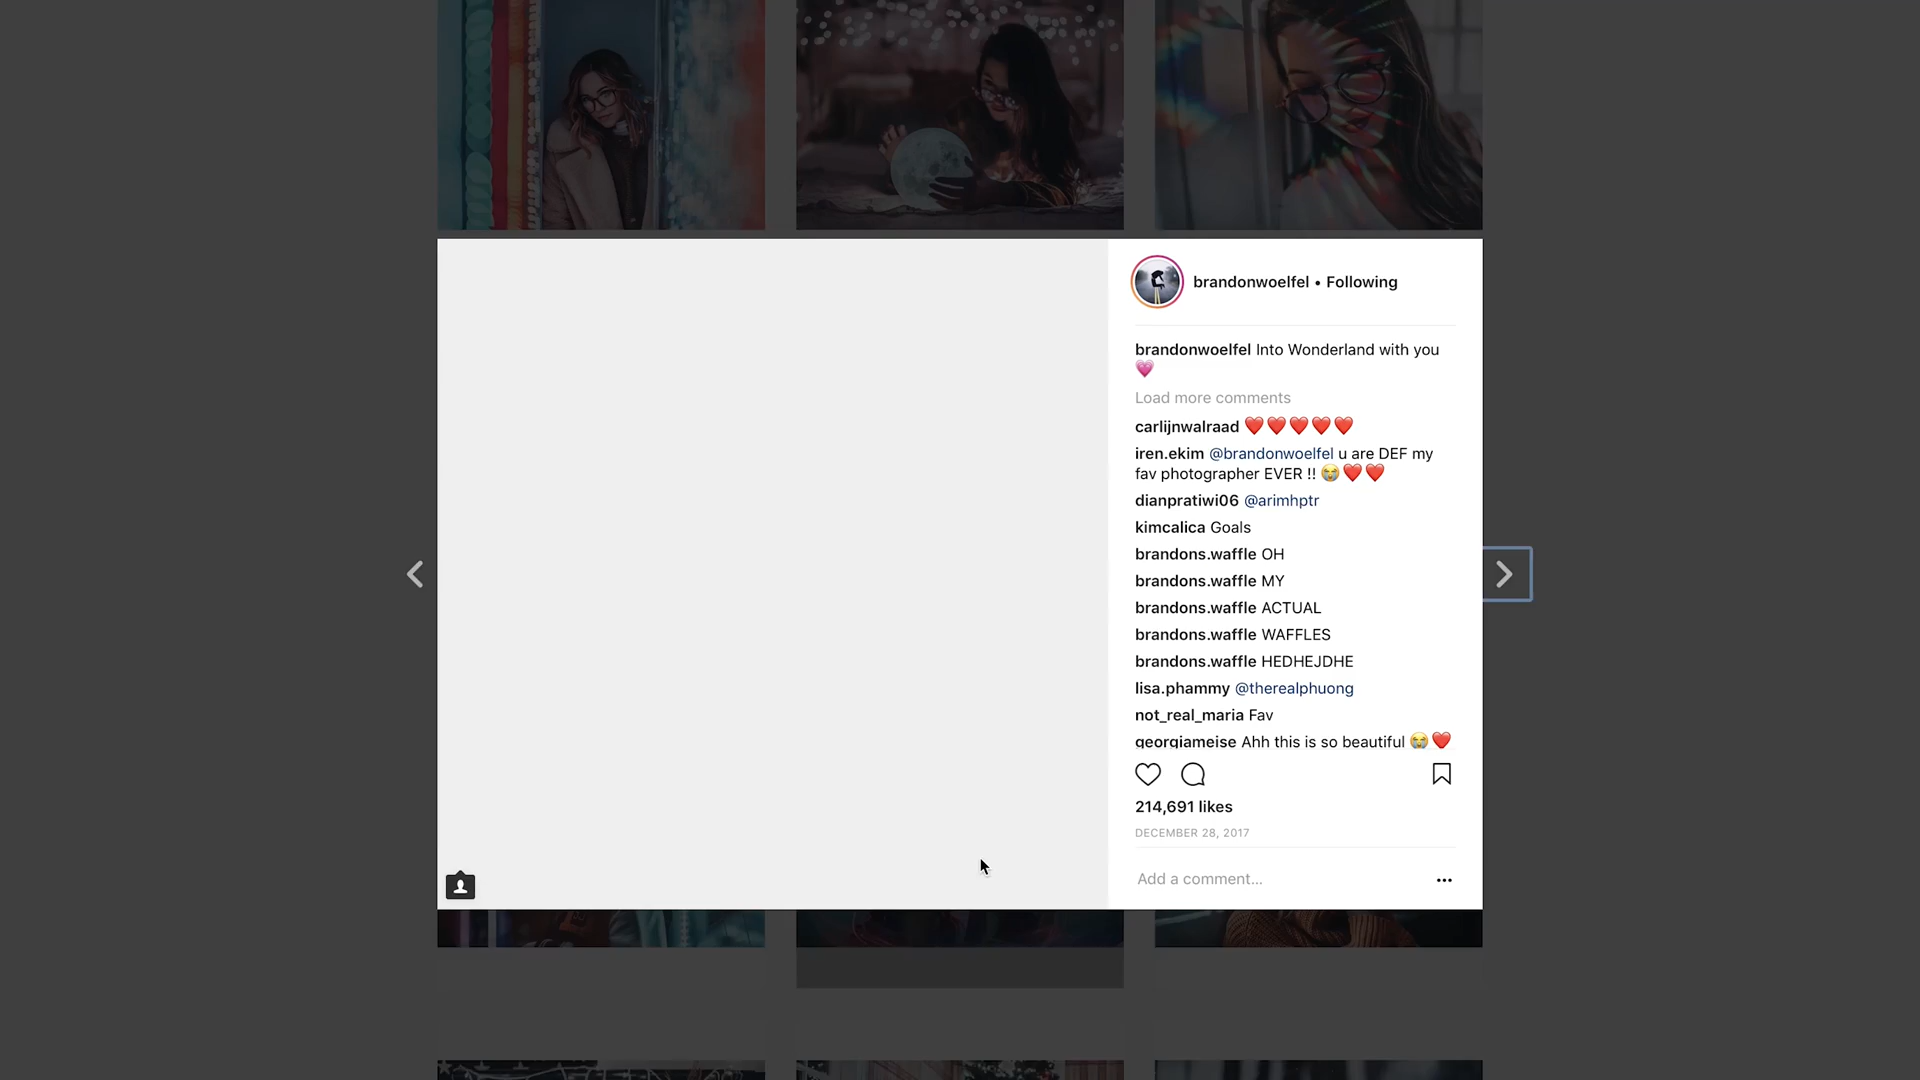 brandonwoelfel • Following
brandonwoelfel Into Wonderland with you
💗
Load more comments
carlijnwalraad ❤️❤️❤️❤️❤️
iren.ekim @brandonwoelfel u are DEF my
fav photographer EVER !! 😭❤️❤️
dianpratiwi06 @arimhptr
kimcalica Goals
brandons.waffle OH
brandons.waffle MY
brandons.waffle ACTUAL
brandons.waffle WAFFLES
brandons.waffle HEDHEJDHE
lisa.phammy @therealphuong
not_real_maria Fav
georgiameise Ahh this is so beautiful 😭❤️
214,691 likes
DECEMBER 28, 2017
Add a comment...